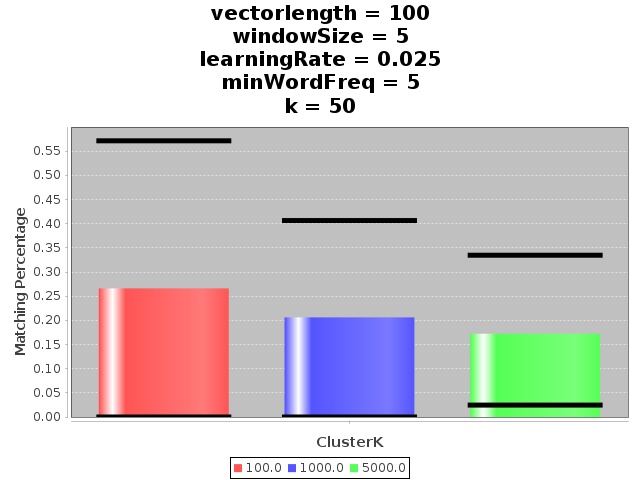 vectorlength = 100
windowSize = 5
learningRate = 0.025
minWordFreq = 5
k = 50
Matching Percentage
0.55
0.50
0.45
0.40
0.35
0.30
0.25
0.20
0.15
0.10
0.05
0.00
ClusterK
100.0 1000.0 5000.0